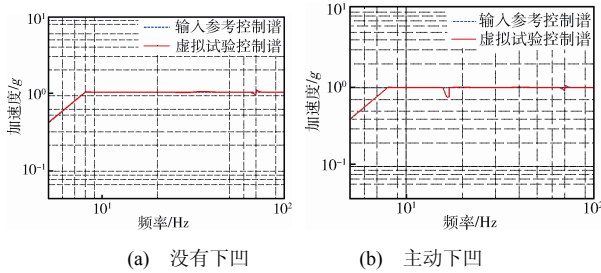 输入参考控制谱
虚拟试验控制谱
10¹
10⁰
10⁻¹
加速度/g
10¹
10²
频率/Hz
(a) 没有下凹
输入参考控制谱
虚拟试验控制谱
10¹
10⁰
10⁻¹
加速度/g
10¹
10²
频率/Hz
(b) 主动下凹